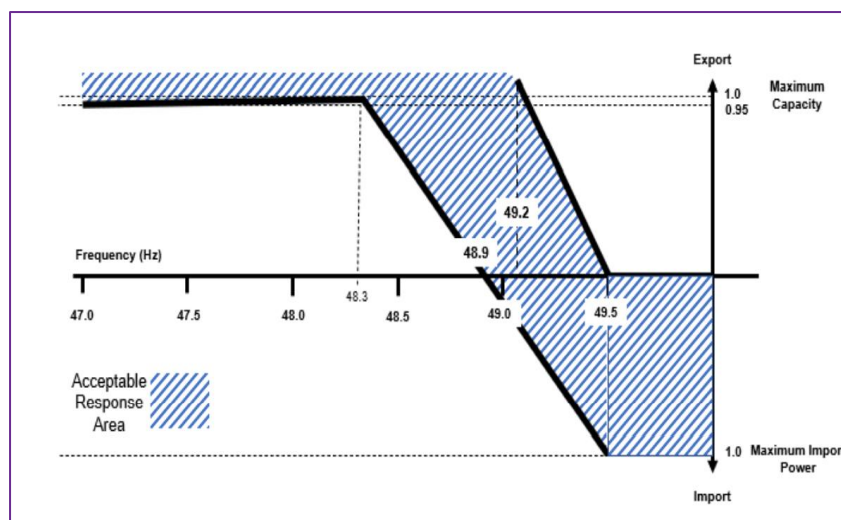 Export
1.0
Maximum
Capacity
0.95
49.2
48.9
Frequency (Hz)
48.3
47.0
47.5
48.0
48.5
49.0
49.5
Acceptable
Response
Area
1.0
Maximum Impor
Power
Import